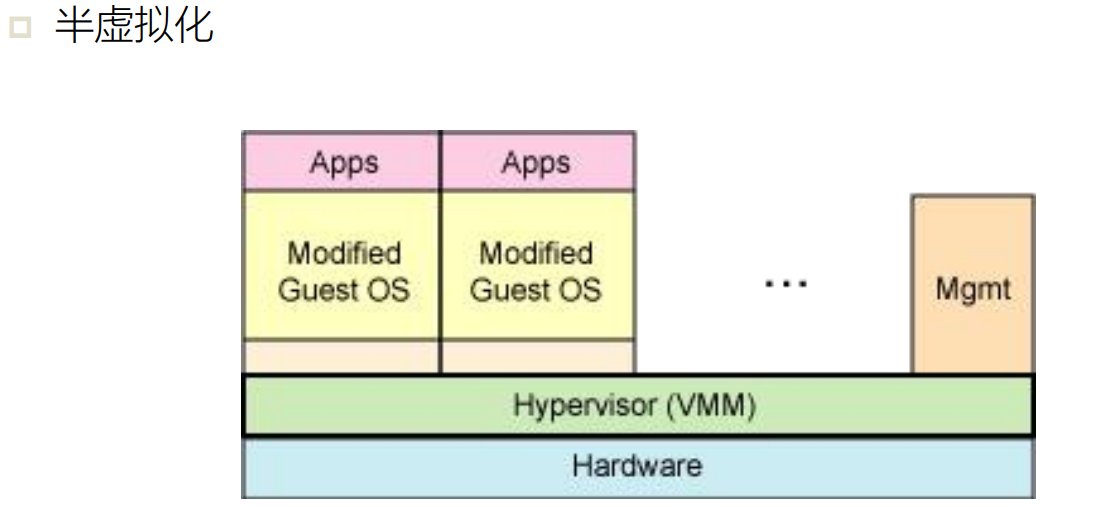 半虚拟化
Apps
Apps
Modified
Guest OS
Modified
Guest OS
...
Mgmt
Hypervisor (VMM)
Hardware